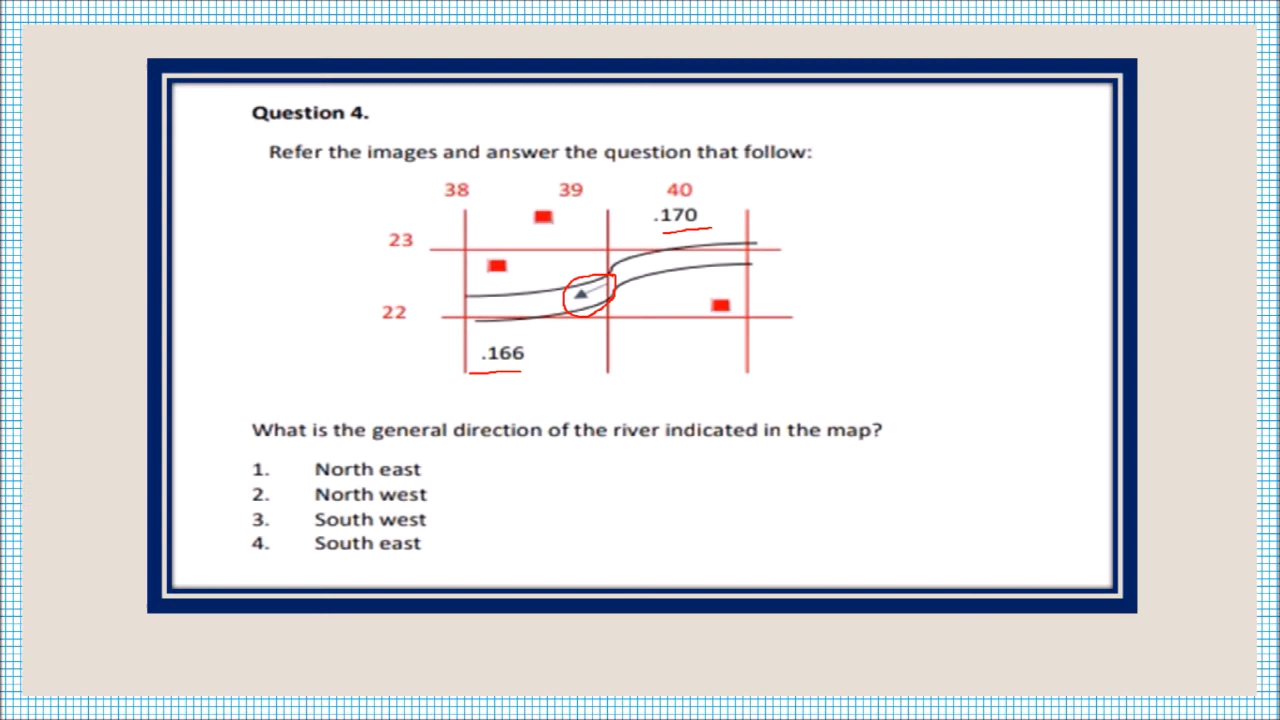 Question 4.
Refer the images and answer the question that follow:
38 39 40
.170
23
22
.166
What is the general direction of the river indicated in the map?
1. North east
2. North west
3. South west
4. South east